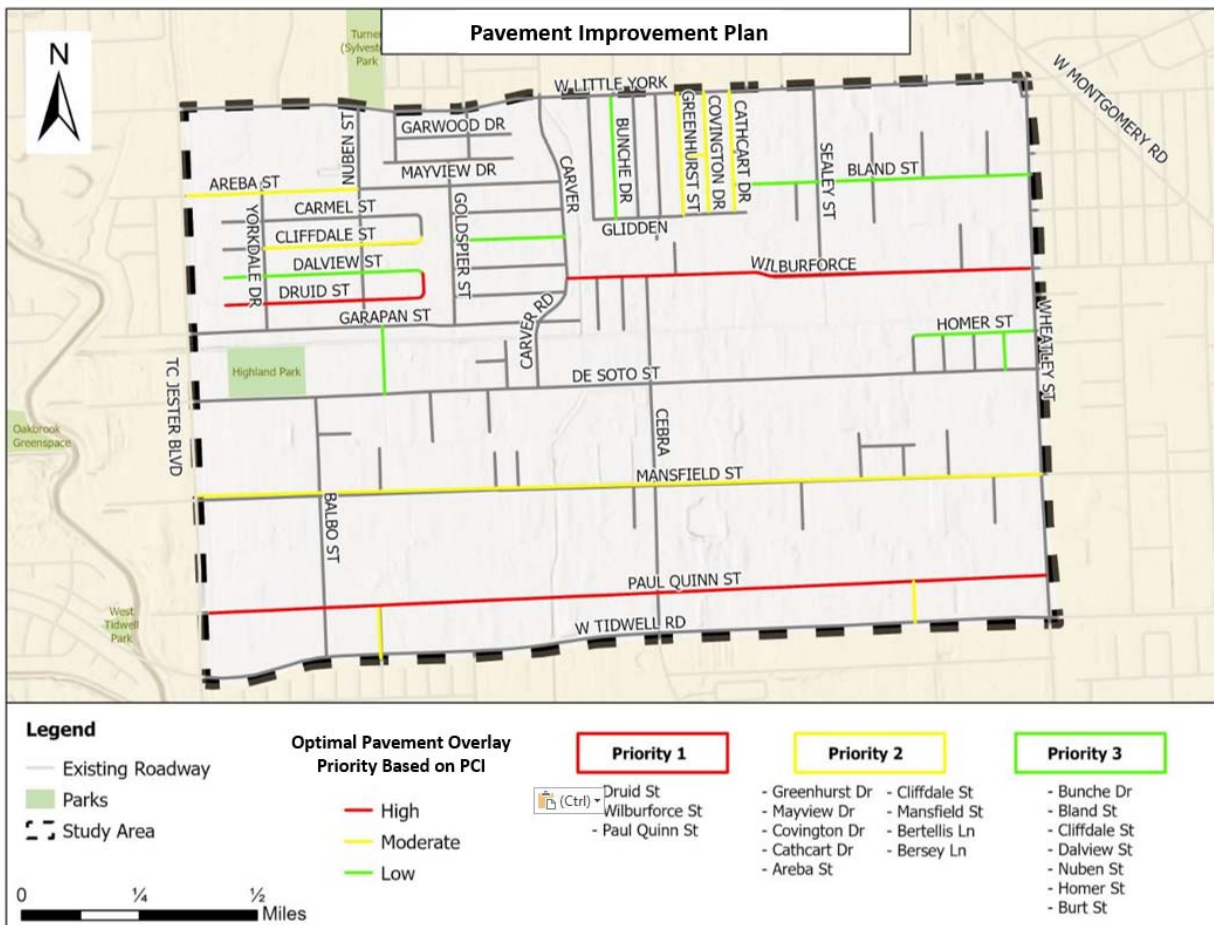 Pavement Improvement Plan
N
Turner
(Sylveste
Park
W LITTLE YORK
W MONTGOMERY RD
GARWOOD DR
NUBEN ST
MAYVIEW DR
CARVER
BUNCHE DR
GREENHURST ST
COVINGTON DR
CATHCART DR
SEALEY ST
BLAND ST
AREBA ST
CARMEL ST
YORKDALE DR
CLIFFDALE ST
GOLDSPIER ST
GLIDDEN
DALVIEW ST
WILBURFORCE
DRUID ST
GARAPAN ST
CARVER RD
HOMER ST
WHEATLEY ST
TC JESTER BLVD
Highland Park
DE SOTO ST
Oakbrook
Greenspace
CEBRA
MANSFIELD ST
BALBO ST
PAUL QUINN ST
West
Tidwell
Park
W TIDWELL RD
Legend
Existing Roadway
Parks
Study Area
0 ¼ ½
Miles
Optimal Pavement Overlay
Priority Based on PCI
High
Moderate
Low
Priority 1
Druid St
(Ctrl)
Wilburforce St
- Paul Quinn St
Priority 2
- Greenhurst Dr
- Mayview Dr
- Covington Dr
- Cathcart Dr
- Areba St
- Cliffdale St
- Mansfield St
- Bertellis Ln
- Bersey Ln
Priority 3
- Bunche Dr
- Bland St
- Cliffdale St
- Dalview St
- Nuben St
- Homer St
- Burt St